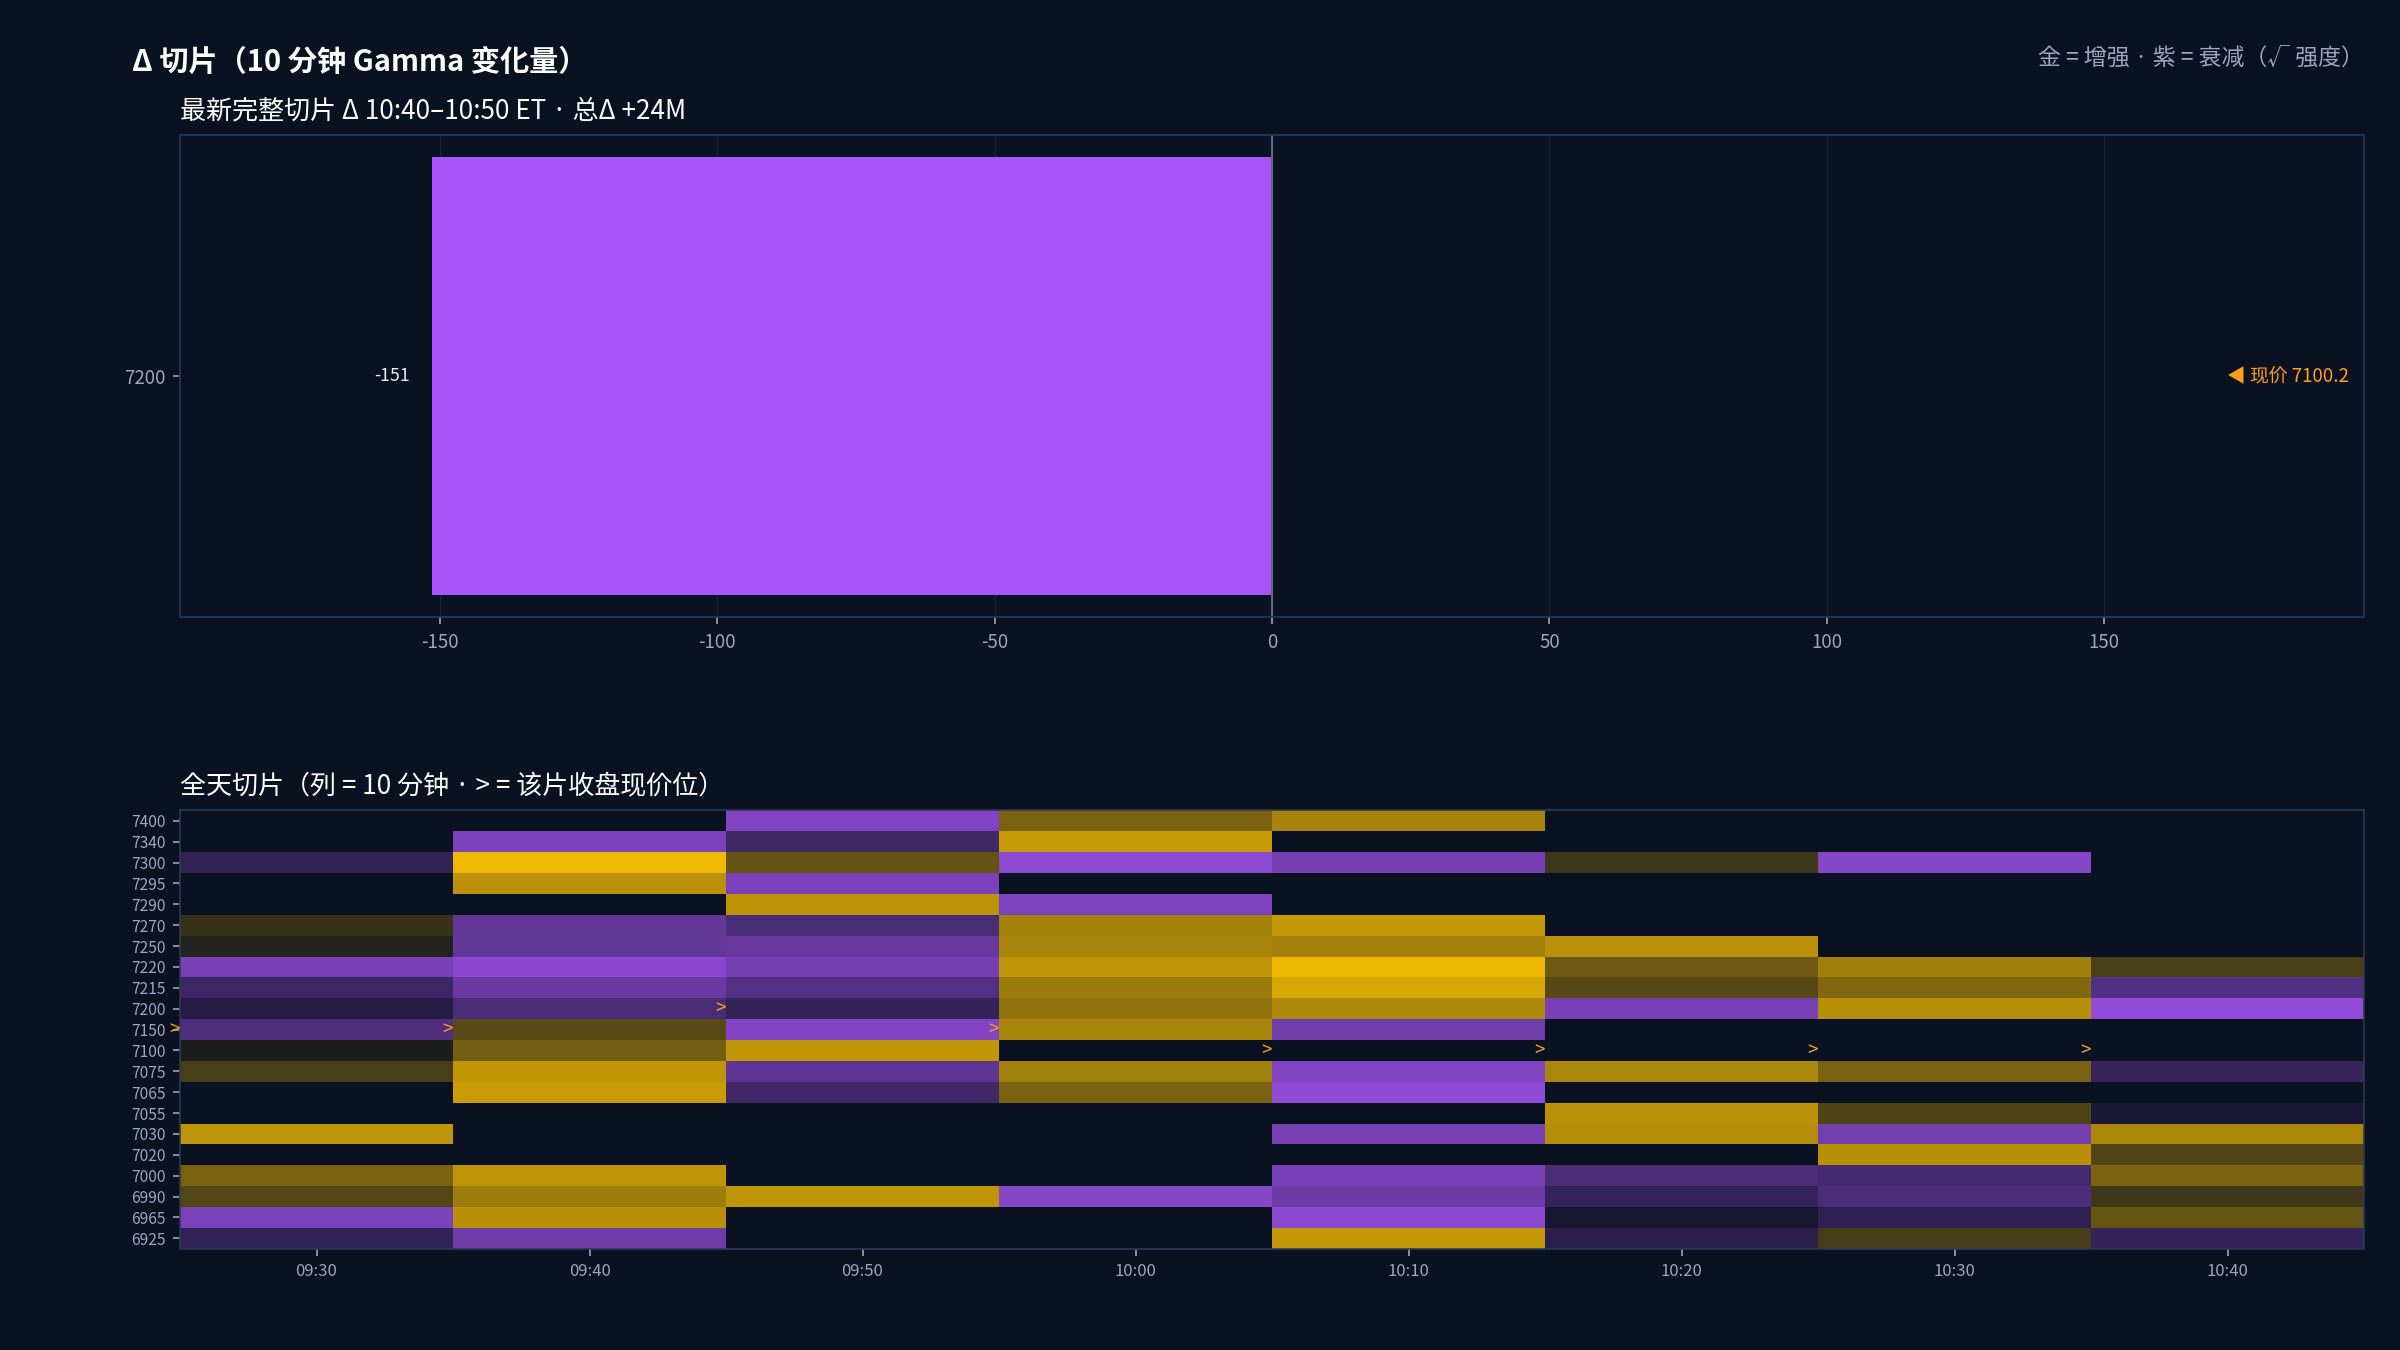 Δ 切片（10 分钟 Gamma 变化量）
金 = 增强 · 紫 = 衰减（√ 强度）
最新完整切片 Δ 10:40–10:50 ET · 总Δ +24M
7200
-151
◀ 现价 7100.2
-150 -100 -50 0 50 100 150
全天切片（列 = 10 分钟 · > = 该片收盘现价位）
7400
7340
7300
7295
7290
7270
7250
7220
7215
7200 >
7150 > > >
7100 > > > >
7075
7065
7055
7030
7020
7000
6990
6965
6925
09:30 09:40 09:50 10:00 10:10 10:20 10:30 10:40